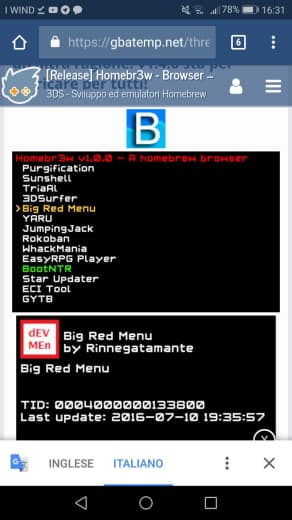 I WIND
78% 16:31
https://gbatemp.net/thre
6
[Release] Homebr3w - Browser –
3DS - Sviluppo ed emulatori Homebrew
ricare per tutti!
B
Homebr3w v1.0.0 - A homebrew browser
Purgification
Sunshell
TriaAl
3DSurfer
>Big Red Menu
YARU
JumpingJack
Rokoban
WhackMania
EasyRPG Player
BootNTR
Star Updater
ECI Tool
GYTB
dEV
MEn
Big Red Menu
by Rinnegatamante
Big Red Menu
TID: 0004000000133800
Last update: 2016-07-10 19:35:57
G
INGLESE
ITALIANO